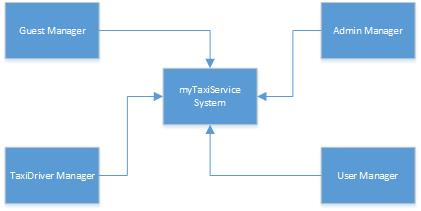 Guest Manager
Admin Manager
myTaxiService
System
TaxiDriver Manager
User Manager